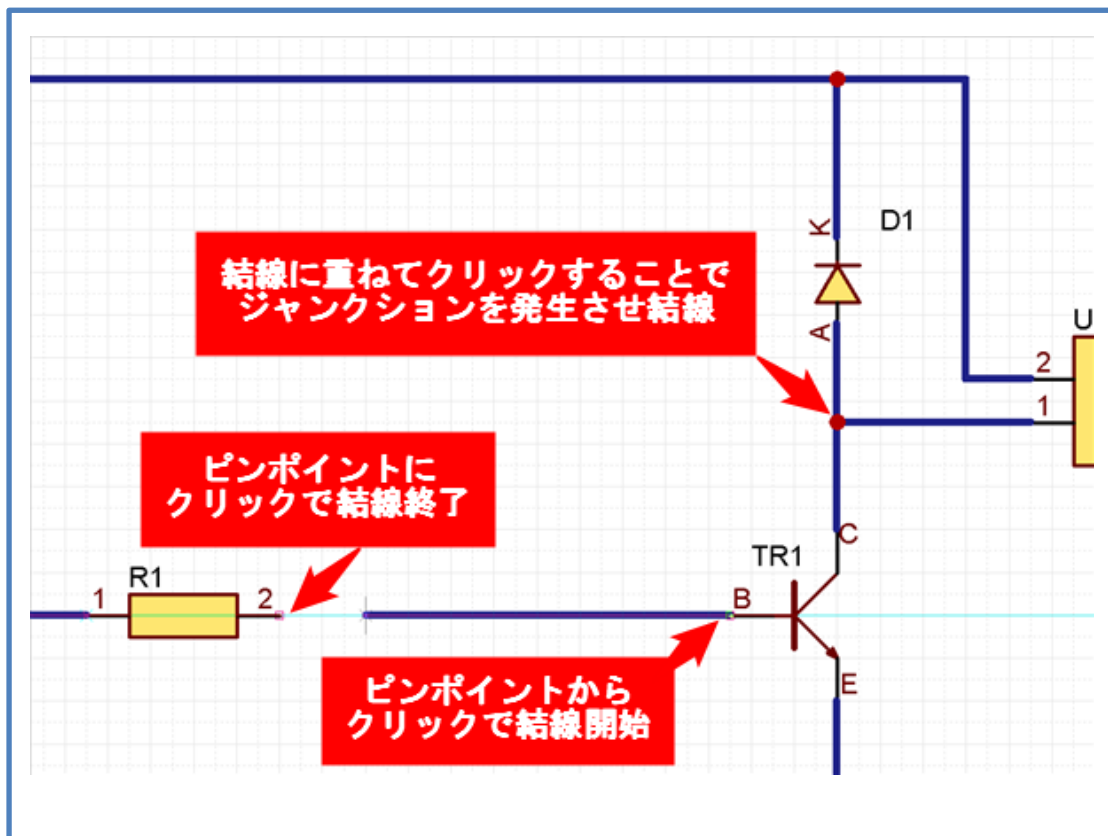 K
D1
結線に重ねてクリックすることで
ジャンクションを発生させ結線
A
U
2
1
ピンポイントに
クリックで結線終了
C
TR1
R1
1
2
B
E
ピンポイントから
クリックで結線開始